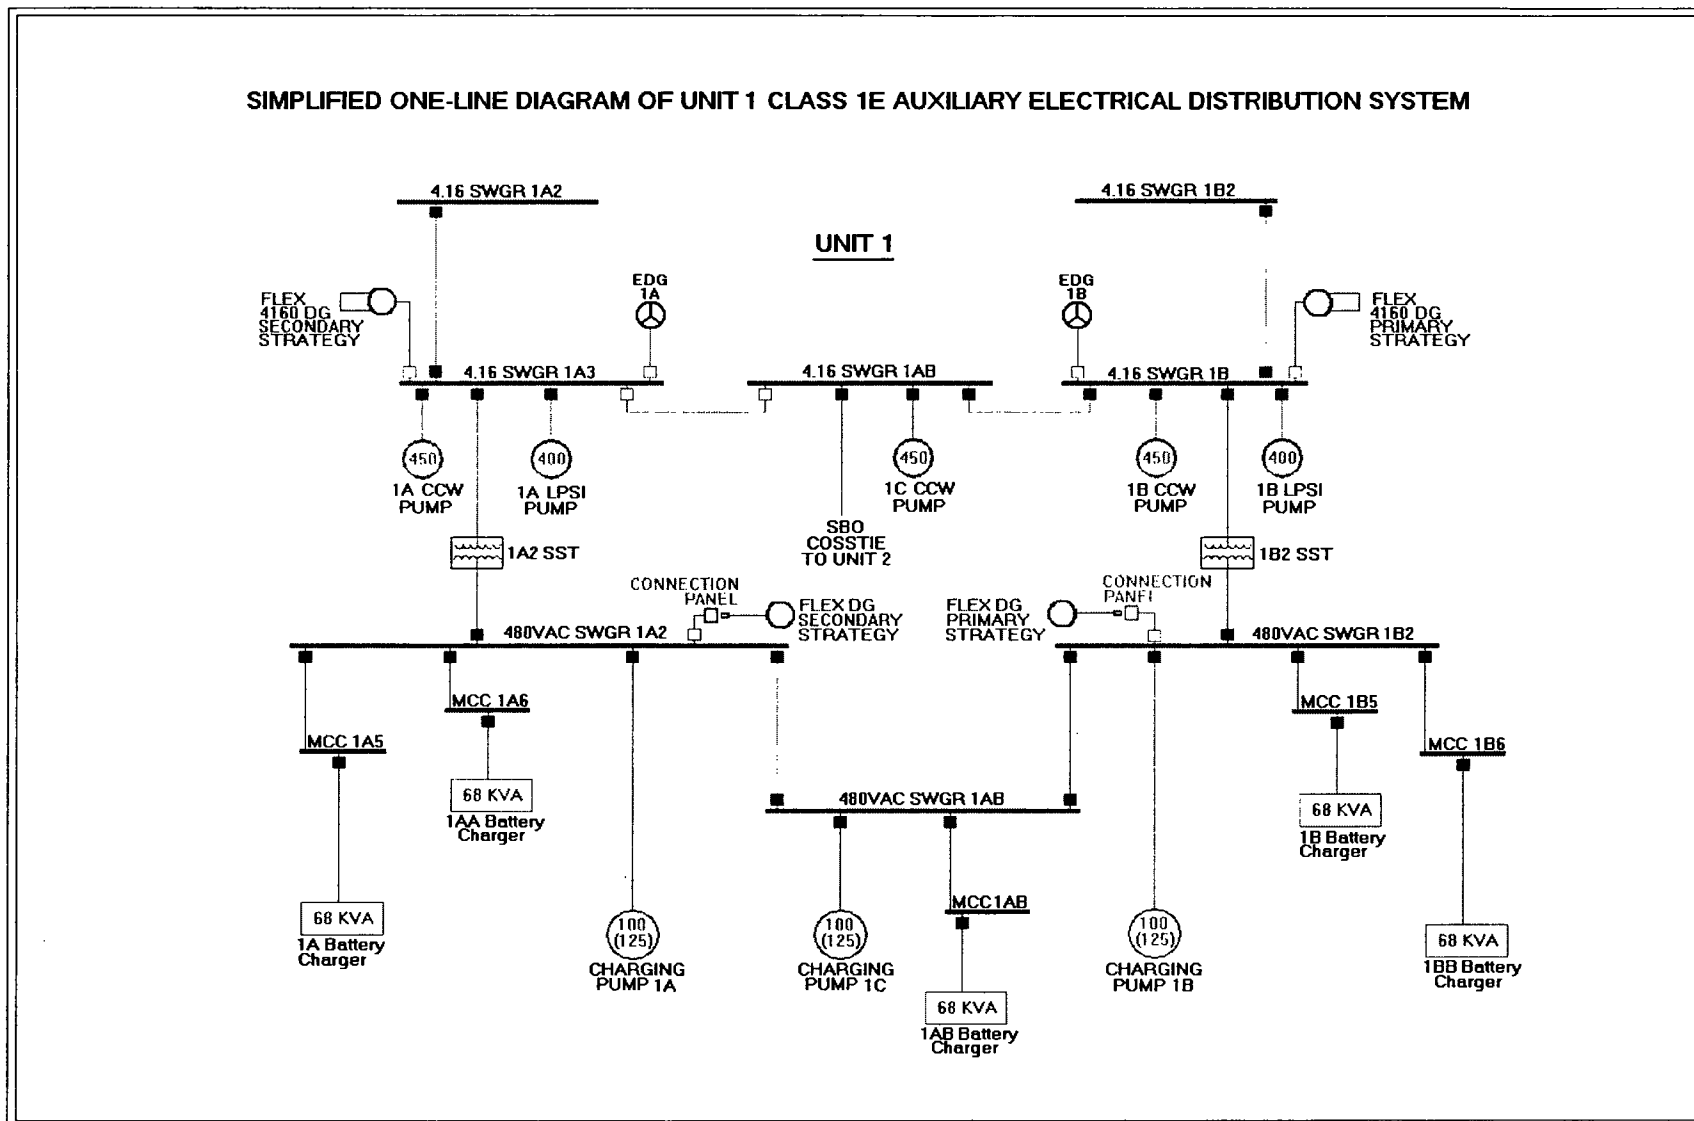 SIMPLIFIED ONE-LINE DIAGRAM OF UNIT 1 CLASS 1E AUXILIARY ELECTRICAL DISTRIBUTION SYSTEM
4.16 SWGR 1A2
4.16 SWGR 1B2
UNIT 1
FLEX
4160 DG
SECONDARY
STRATEGY
EDG
1A
EDG
1B
FLEX
4160 DG
PRIMARY
STRATEGY
4.16 SWGR 1A3
4.16 SWGR 1AB
4.16 SWGR 1B
450
1A CCW
PUMP
400
1A LPSI
PUMP
450
1C CCW
PUMP
450
1B CCW
PUMP
400
1B LPSI
PUMP
SBO
COSSTIE
TO UNIT 2
1A2 SST
1B2 SST
CONNECTION
PANEL
FLEX DG
SECONDARY
STRATEGY
FLEX DG
PRIMARY
STRATEGY
CONNECTION
PANEL
480VAC SWGR 1A2
480VAC SWGR 1B2
MCC 1A5
MCC 1A6
MCC 1B5
MCC 1B6
68 KVA
1AA Battery
Charger
480VAC SWGR 1AB
68 KVA
1B Battery
Charger
68 KVA
1A Battery
Charger
100
(125)
CHARGING
PUMP 1A
100
(125)
CHARGING
PUMP 1C
MCC1AB
68 KVA
1AB Battery
Charger
100
(125)
CHARGING
PUMP 1B
68 KVA
1BB Battery
Charger